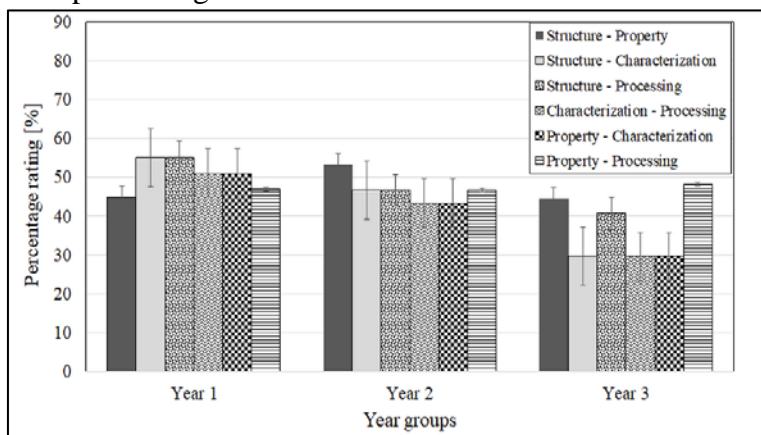 90
80
70
60
50
40
30
20
10
0
Percentage rating [%]
Structure - Property
Structure - Characterization
Structure - Processing
Characterization - Processing
Property - Characterization
Property - Processing
Year 1 Year 2 Year 3
Year groups